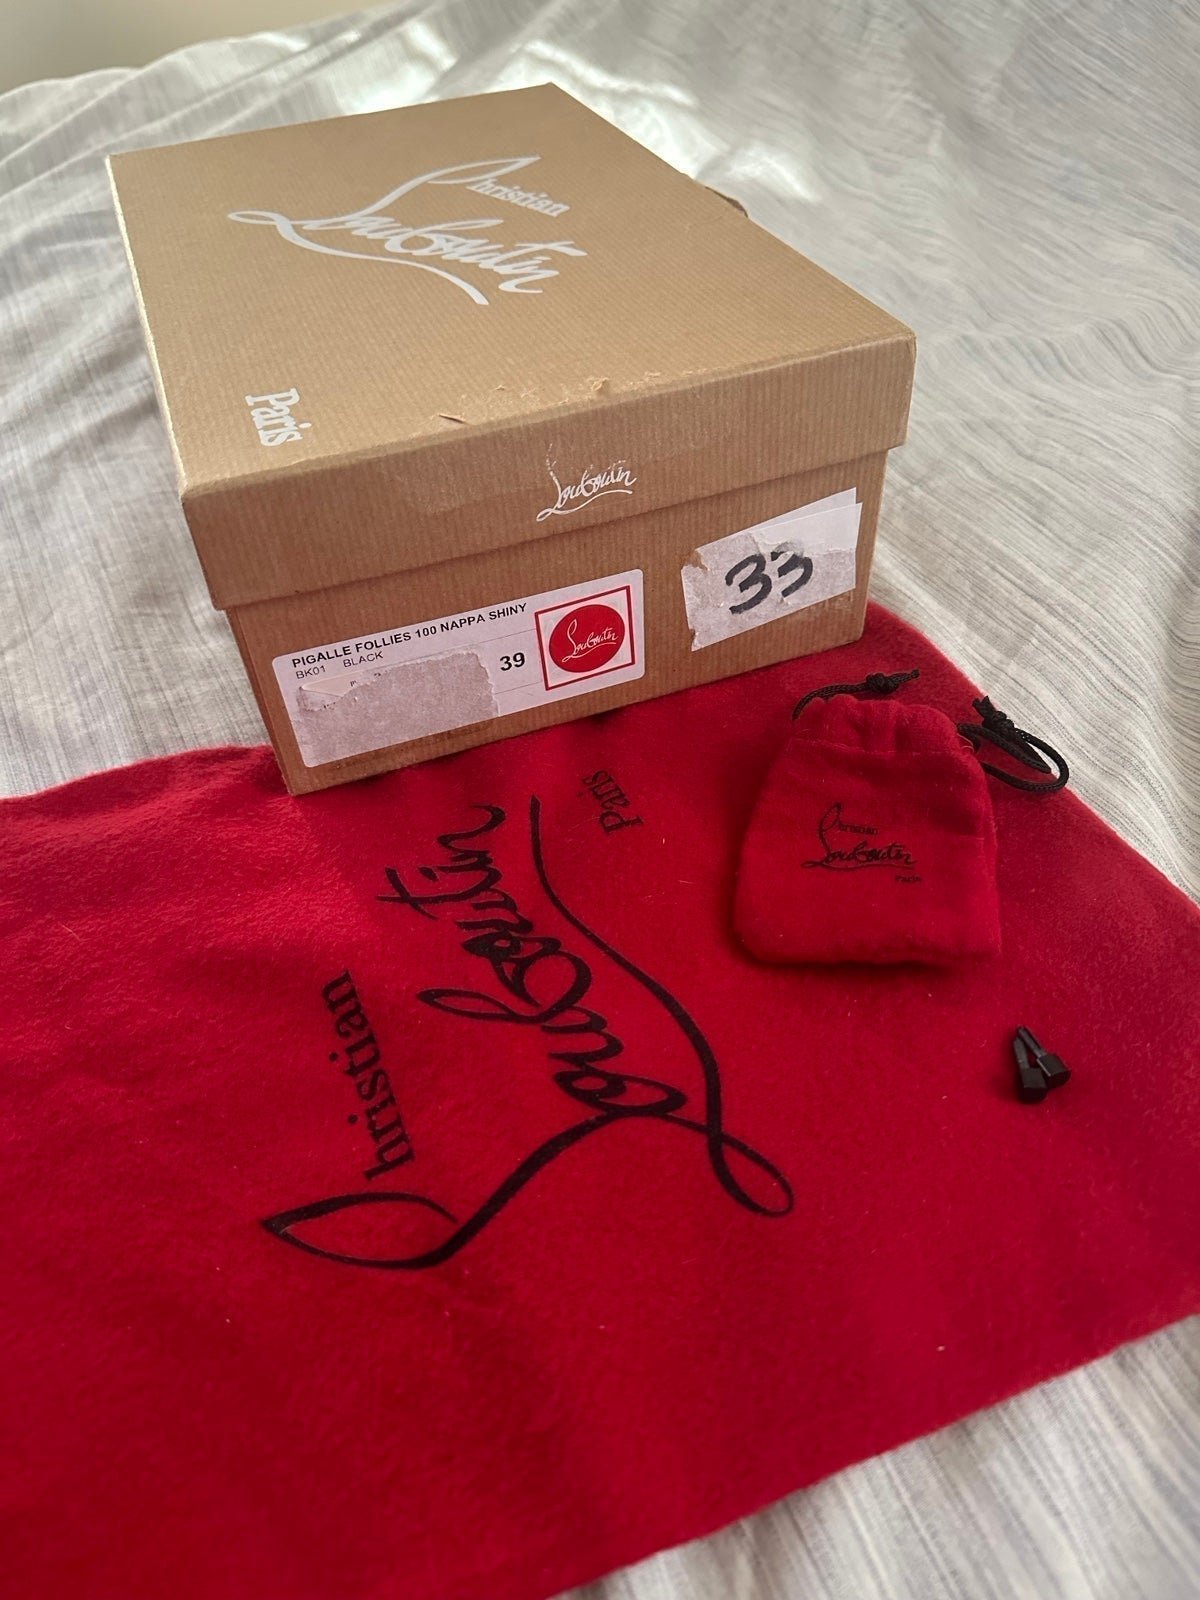 Christian
Louboutin
Paris
Louboutin
PIGALLE FOLLIES 100 NAPPA SHINY
BK01 BLACK
39
Louboutin
33
Christian
Louboutin
Paris
Christian
Louboutin
Paris